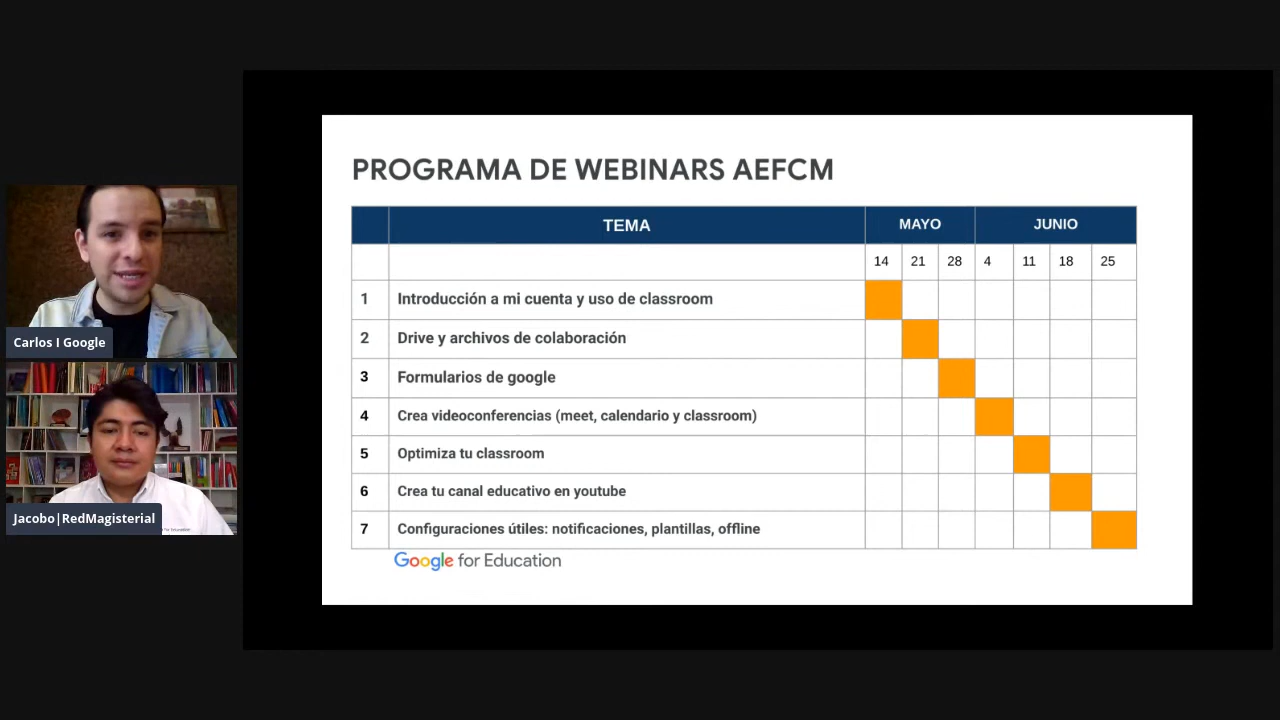 PROGRAMA DE WEBINARS AEFCM
TEMA MAYO JUNIO
14 21 28 4 11 18 25
1 Introducción a mi cuenta y uso de classroom
2 Drive y archivos de colaboración
3 Formularios de google
4 Crea videoconferencias (meet, calendario y classroom)
5 Optimiza tu classroom
6 Crea tu canal educativo en youtube
7 Configuraciones útiles: notificaciones, plantillas, offline
Google for Education
Carlos I Google
Jacobo|RedMagisterial